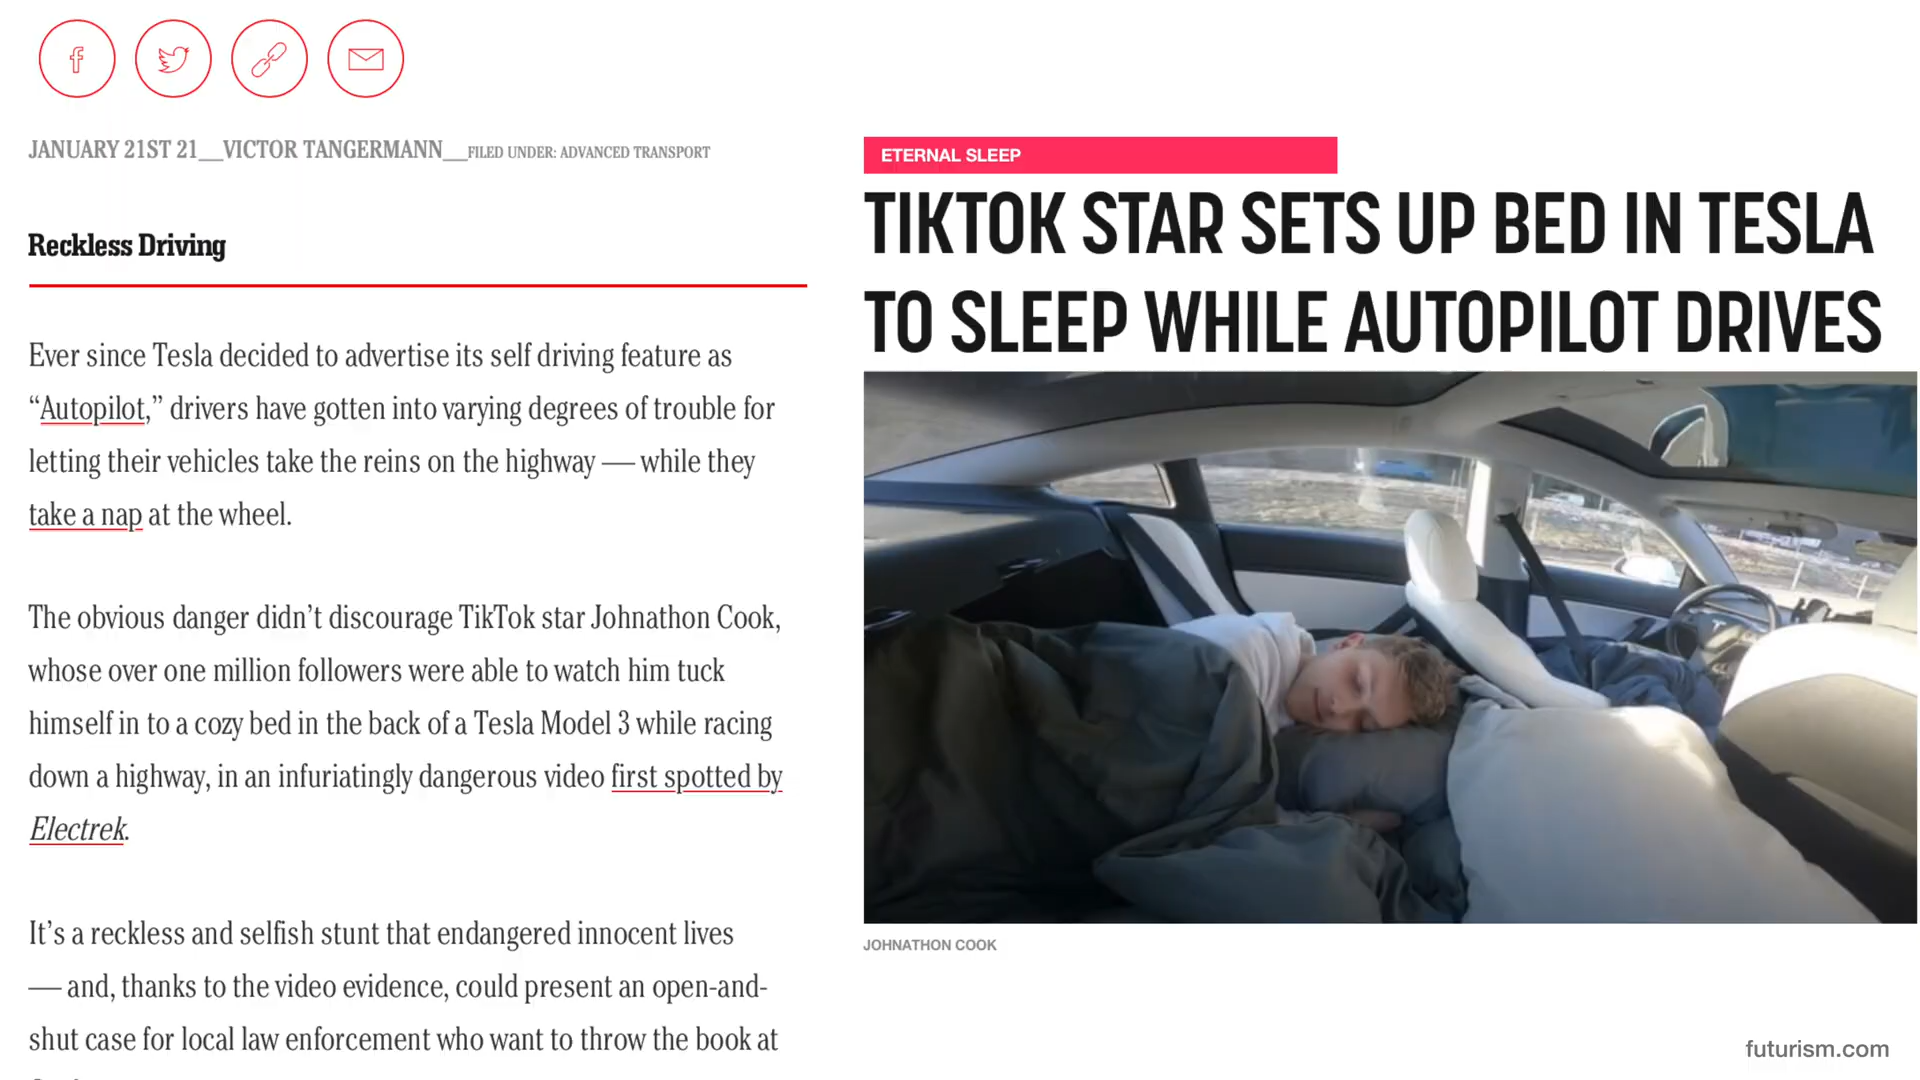 JANUARY 21ST 21__VICTOR TANGERMANN__FILED UNDER: ADVANCED TRANSPORT
Reckless Driving
Ever since Tesla decided to advertise its self driving feature as
“Autopilot,” drivers have gotten into varying degrees of trouble for
letting their vehicles take the reins on the highway — while they
take a nap at the wheel.
The obvious danger didn’t discourage TikTok star Johnathon Cook,
whose over one million followers were able to watch him tuck
himself in to a cozy bed in the back of a Tesla Model 3 while racing
down a highway, in an infuriatingly dangerous video first spotted by
Electrek.
It’s a reckless and selfish stunt that endangered innocent lives
— and, thanks to the video evidence, could present an open-and-
shut case for local law enforcement who want to throw the book at
ETERNAL SLEEP
TIKTOK STAR SETS UP BED IN TESLA
TO SLEEP WHILE AUTOPILOT DRIVES
JOHNATHON COOK
futurism.com